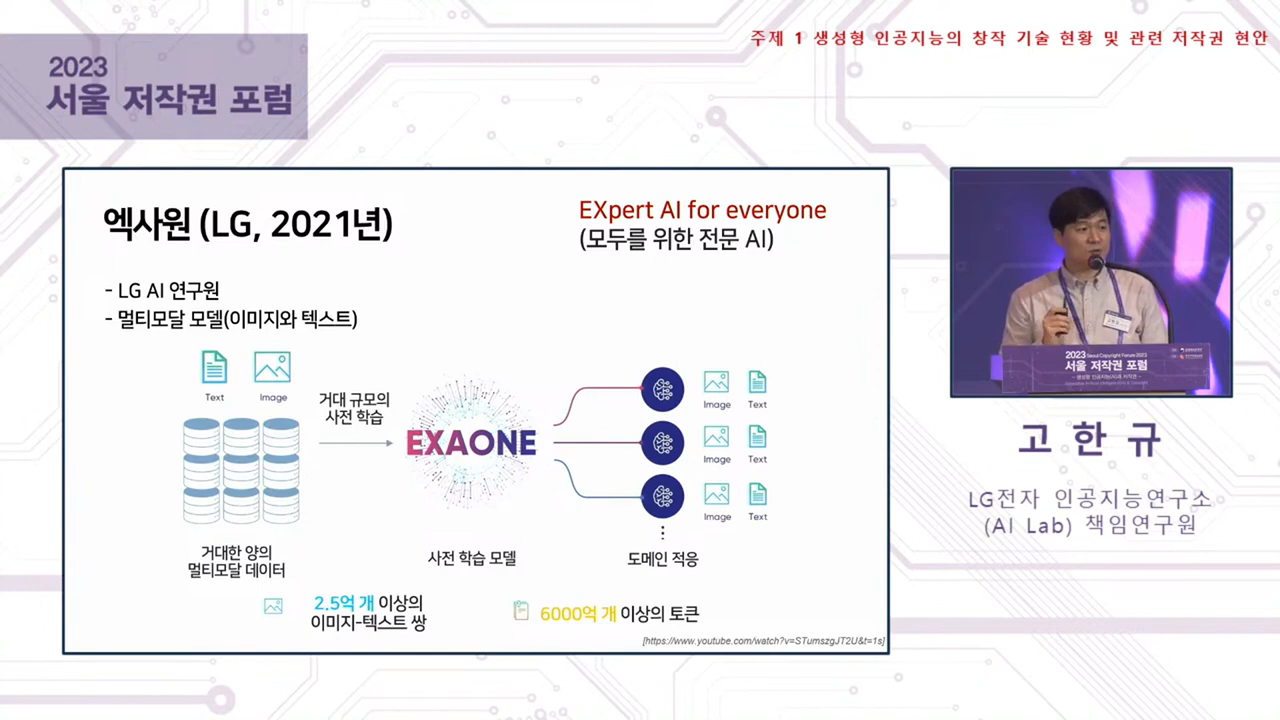 주제 1 생성형 인공지능의 창작 기술 현황 및 관련 저작권 현안
2023
서울 저작권 포럼
엑사원 (LG, 2021년)
EXpert AI for everyone
(모두를 위한 전문 AI)
- LG AI 연구원
- 멀티모달 모델(이미지와 텍스트)
Text
Image
거대 규모의
사전 학습
EXAONE
Image
Text
Image
Text
Image
Text
거대한 양의
멀티모달 데이터
사전 학습 모델
도메인 적응
2.5억 개 이상의
이미지-텍스트 쌍
6000억 개 이상의 토큰
[https://www.youtube.com/watch?v=STumszgJT2U&t=1s]
2023 Seoul Copyright Forum 2023
서울 저작권 포럼
고 한 규
LG전자 인공지능연구소
(AI Lab) 책임연구원